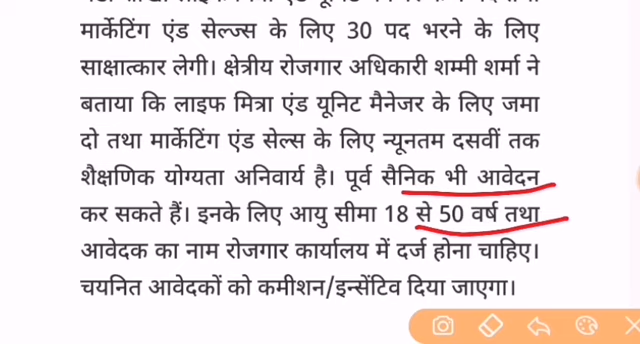 मार्केटिंग एंड सेल्ज्स के लिए 30 पद भरने के लिए
साक्षात्कार लेगी। क्षेत्रीय रोजगार अधिकारी शम्मी शर्मा ने
बताया कि लाइफ मित्रा एंड यूनिट मैनेजर के लिए जमा
दो तथा मार्केटिंग एंड सेल्स के लिए न्यूनतम दसवीं तक
शैक्षणिक योग्यता अनिवार्य है। पूर्व सैनिक भी आवेदन
कर सकते हैं। इनके लिए आयु सीमा 18 से 50 वर्ष तथा
आवेदक का नाम रोजगार कार्यालय में दर्ज होना चाहिए।
चयनित आवेदकों को कमीशन/इन्सेंटिव दिया जाएगा।